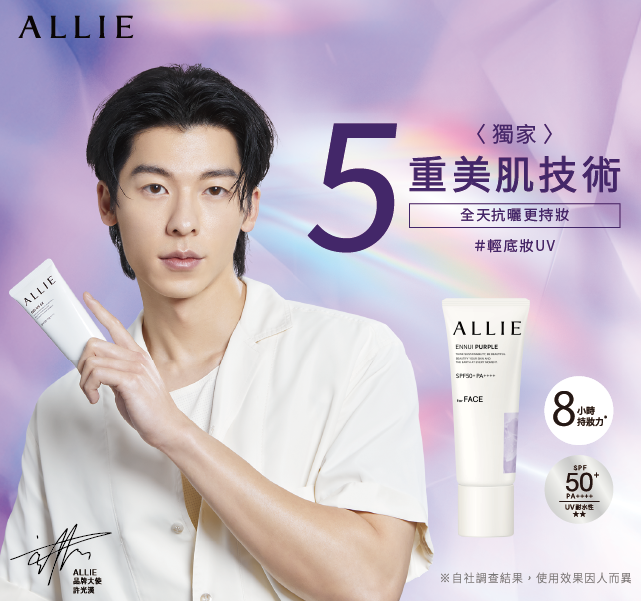 ALLIE
〈獨家〉
5重美肌技術
全天抗曬更持妝
#輕底妝UV
ALLIE
ALLIE
ENNUI PURPLE
SPF50+PA++++
for FACE
8小時
持妝力*
SPF
50+
PA++++
UV耐水性
★★
ALLIE
品牌大使
許光漢
※自社調查結果，使用效果因人而異